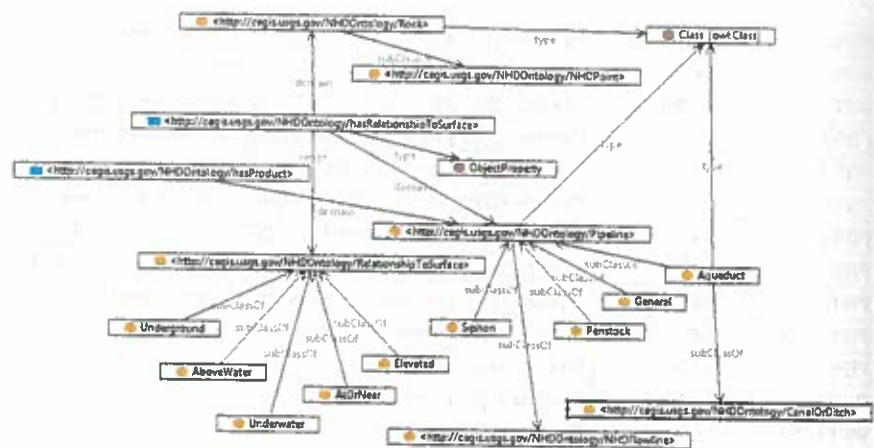 <http://cegis.usgs.gov/NHDOntology/Rock>
type
Class | owl:Class
subClassOf
<http://cegis.usgs.gov/NHDOntology/NHDPoint>
domain
<http://cegis.usgs.gov/NHDOntology/hasRelationshipToSurface>
range
type
type
type
ObjectProperty
<http://cegis.usgs.gov/NHDOntology/hasProduct>
domain
domain
<http://cegis.usgs.gov/NHDOntology/Pipeline>
<http://cegis.usgs.gov/NHDOntology/RelationshipToSurface>
subClassOf
Aqueduct
subClassOf
subClassOf
subClassOf
General
subClassOf
Underground
subClassOf
subClassOf
subClassOf
Siphon
Penstock
subClassOf
subClassOf
subClassOf
Elevated
AboveWater
AtOrNear
<http://cegis.usgs.gov/NHDOntology/CanalOrDitch>
Underwater
<http://cegis.usgs.gov/NHDOntology/NHDFlowline>